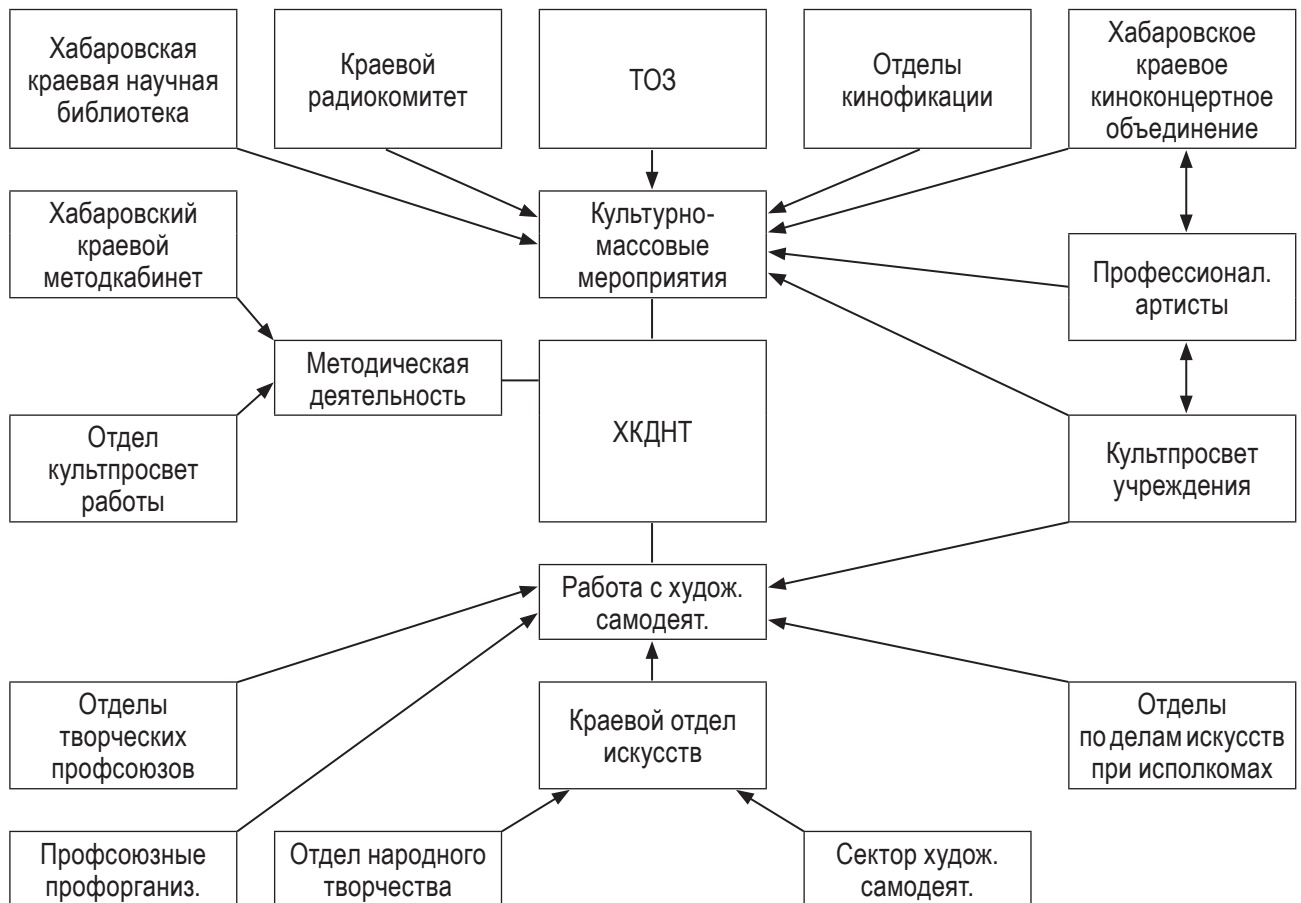 Хабаровская
краевая научная
библиотека
Краевой
радиокомитет
ТОЗ
Отделы
кинофикации
Хабаровское
краевое
киноконцертное
объединение
Хабаровский
краевой
методкабинет
Культурно-
массовые
мероприятия
Профессионал.
артисты
Методическая
деятельность
ХКДНТ
Отдел
культпросвет
работы
Культпросвет
учреждения
Работа с худож.
самодеят.
Отделы
творческих
профсоюзов
Краевой отдел
искусств
Отделы
по делам искусств
при исполкомах
Профсоюзные
профорганиз.
Отдел народного
творчества
Сектор худож.
самодеят.